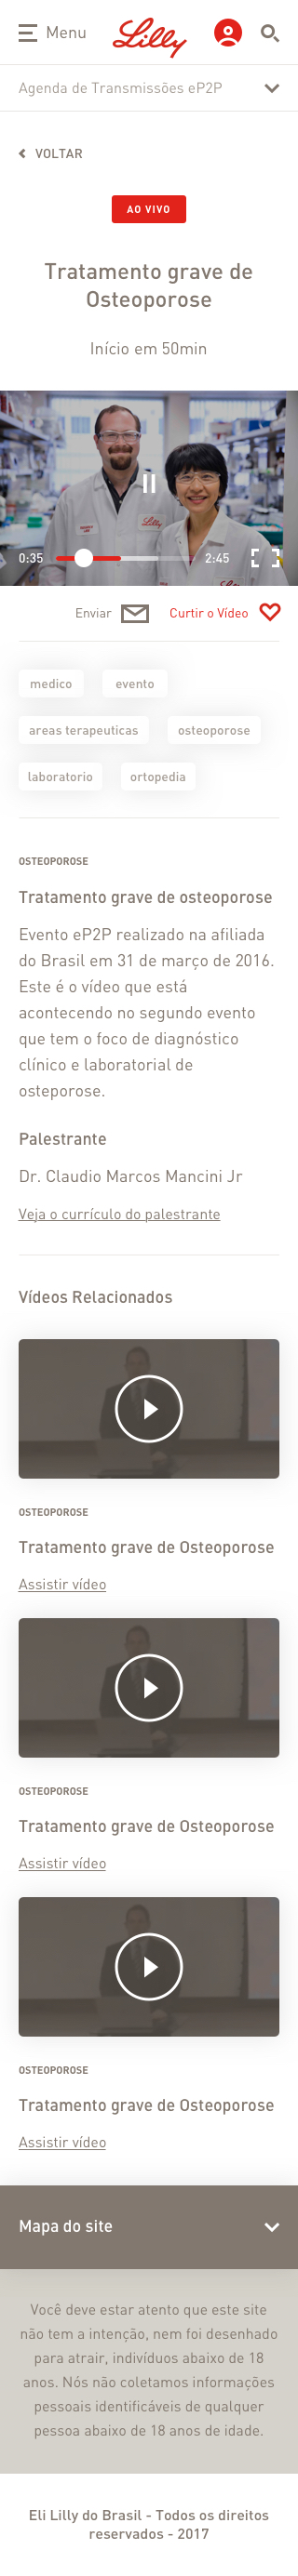 Menu
Lilly
Agenda de Transmissões eP2P
VOLTAR
AO VIVO
Tratamento grave de
Osteoporose
Início em 50min
0:35
2:45
Enviar
Curtir o Vídeo
medico
evento
areas terapeuticas
osteoporose
laboratorio
ortopedia
OSTEOPOROSE
Tratamento grave de osteoporose
Evento eP2P realizado na afiliada
do Brasil em 31 de março de 2016.
Este é o vídeo que está
acontecendo no segundo evento
que tem o foco de diagnóstico
clínico e laboratorial de
osteporose.
Palestrante
Dr. Claudio Marcos Mancini Jr
Veja o currículo do palestrante
Vídeos Relacionados
OSTEOPOROSE
Tratamento grave de Osteoporose
Assistir vídeo
OSTEOPOROSE
Tratamento grave de Osteoporose
Assistir vídeo
OSTEOPOROSE
Tratamento grave de Osteoporose
Assistir vídeo
Mapa do site
Você deve estar atento que este site
não tem a intenção, nem foi desenhado
para atrair, indivíduos abaixo de 18
anos. Nós não coletamos informações
pessoais identificáveis de qualquer
pessoa abaixo de 18 anos de idade.
Eli Lilly do Brasil - Todos os direitos
reservados - 2017